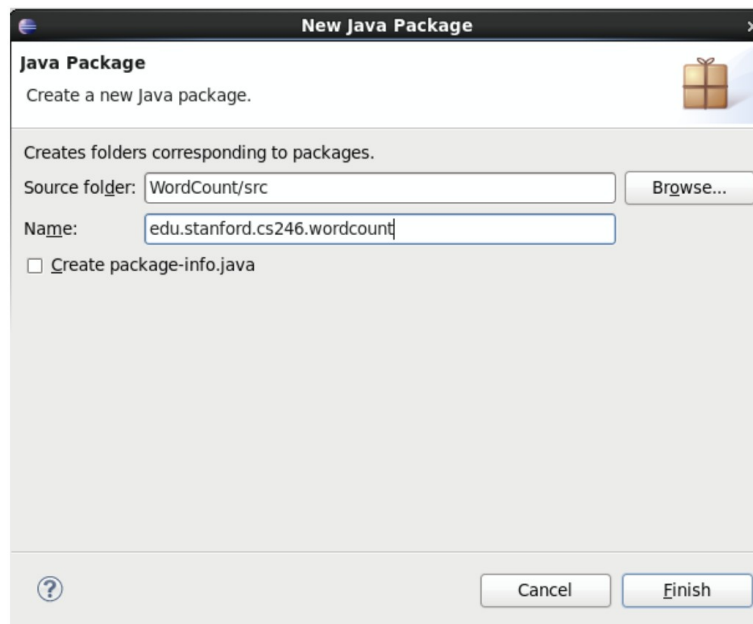 New Java Package
Java Package
Create a new Java package.
Creates folders corresponding to packages.
Source folder: WordCount/src Browse...
Name: edu.stanford.cs246.wordcount
Create package-info.java
? Cancel Finish